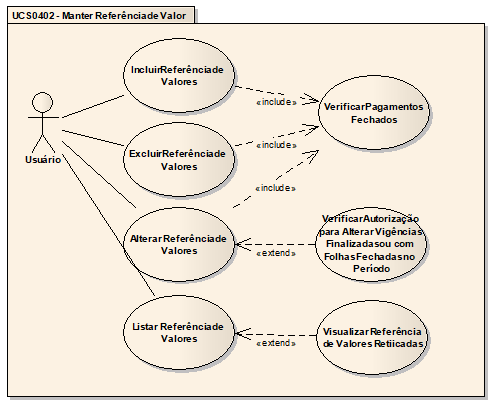 UCS0402 - Manter Referência de Valor
Incluir Referência de
Valores
«include»
Verificar Pagamentos
Fechados
Usuário
Excluir Referência de
Valores
«include»
«include»
Alterar Referência de
Valores
«extend»
Verificar Autorização
para Alterar Vigências
Finalizadas ou com
Folhas Fechadas no
Período
Listar Referência de
Valores
«extend»
Visualizar Referência
de Valores Retiicadas